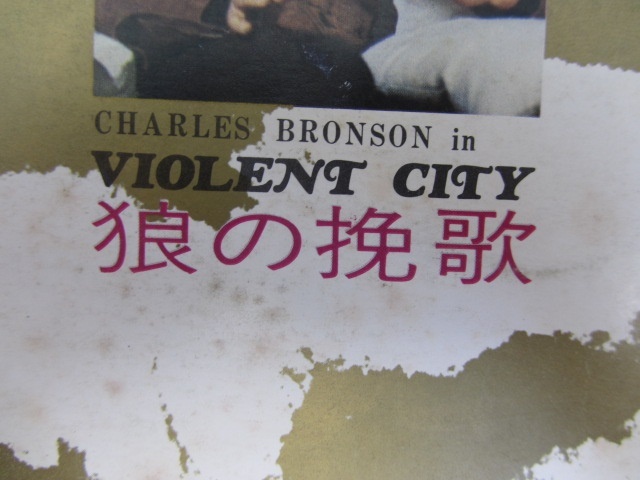 CHARLES BRONSON in
VIOLENT CITY
狼の挽歌